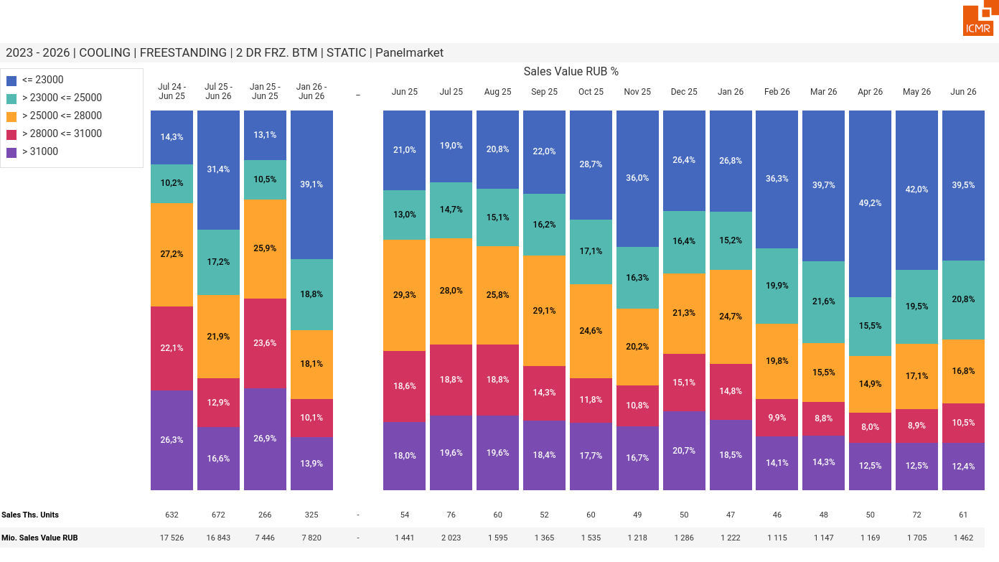 ICMR
2023 - 2026 | COOLING | FREESTANDING | 2 DR FRZ. BTM | STATIC | Panelmarket
<= 23000
> 23000 <= 25000
> 25000 <= 28000
> 28000 <= 31000
> 31000
Sales Value RUB %
Jul 24 - Jul 25 - Jan 25 - Jan 26 -
Jun 25 Jun 26 Jun 25 Jun 26 – Jun 25 Jul 25 Aug 25 Sep 25 Oct 25 Nov 25 Dec 25 Jan 26 Feb 26 Mar 26 Apr 26 May 26 Jun 26
14,3% 31,4% 13,1% 39,1% 21,0% 19,0% 20,8% 22,0% 28,7% 36,0% 26,4% 26,8% 36,3% 39,7% 49,2% 42,0% 39,5%
10,2% 17,2% 10,5% 18,8% 13,0% 14,7% 15,1% 16,2% 17,1% 16,3% 16,4% 15,2% 19,9% 21,6% 15,5% 19,5% 20,8%
27,2% 21,9% 25,9% 18,1% 29,3% 28,0% 25,8% 29,1% 24,6% 20,2% 21,3% 24,7% 19,8% 15,5% 14,9% 17,1% 16,8%
22,1% 12,9% 23,6% 10,1% 18,6% 18,8% 18,8% 14,3% 11,8% 10,8% 15,1% 14,8% 9,9% 8,8% 8,0% 8,9% 10,5%
26,3% 16,6% 26,9% 13,9% 18,0% 19,6% 19,6% 18,4% 17,7% 16,7% 20,7% 18,5% 14,1% 14,3% 12,5% 12,5% 12,4%
Sales Ths. Units 632 672 266 325 - 54 76 60 52 60 49 50 47 46 48 50 72 61
Mio. Sales Value RUB 17 526 16 843 7 446 7 820 - 1 441 2 023 1 595 1 365 1 535 1 218 1 286 1 222 1 115 1 147 1 169 1 705 1 462